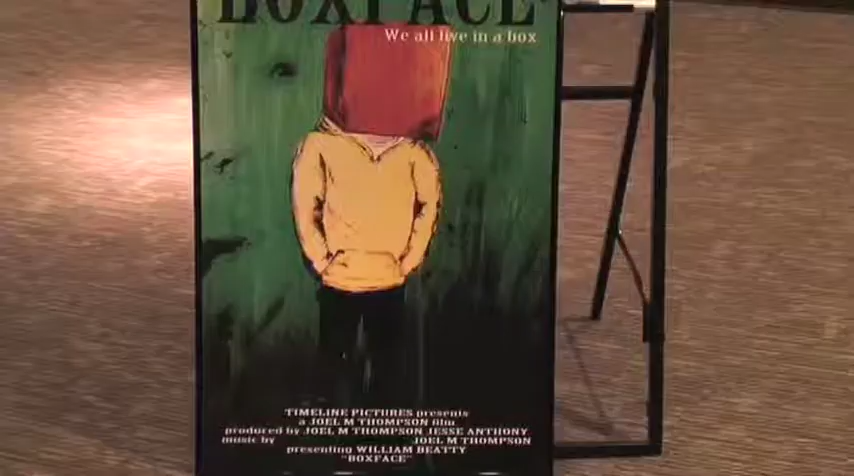 BOXFACE
We all live in a box
TIMELINE PICTURES presents
a JOEL M THOMPSON film
produced by JOEL M THOMPSON JESSE ANTHONY
music by JOEL M THOMPSON
presenting WILLIAM BEATTY
"BOXFACE"